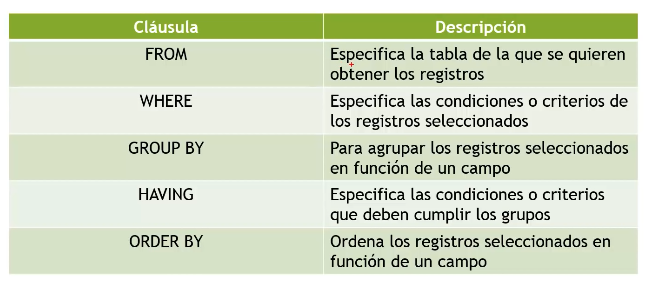 Cláusula Descripción
FROM Especifica la tabla de la que se quieren
obtener los registros
WHERE Especifica las condiciones o criterios de
los registros seleccionados
GROUP BY Para agrupar los registros seleccionados
en función de un campo
HAVING Especifica las condiciones o criterios
que deben cumplir los grupos
ORDER BY Ordena los registros seleccionados en
función de un campo